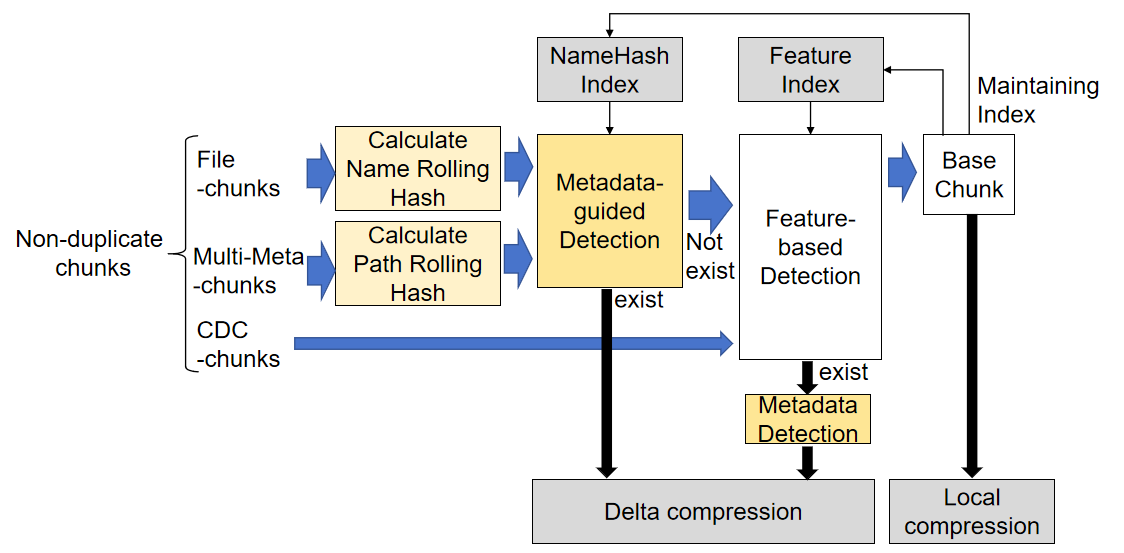 NameHash
Index
Feature
Index
Maintaining
Index
File
-chunks
Calculate
Name Rolling
Hash
Metadata-
guided
Detection
Base
Chunk
Non-duplicate
chunks
Multi-Meta
-chunks
Calculate
Path Rolling
Hash
Not
exist
Feature-
based
Detection
exist
CDC
-chunks
exist
Metadata
Detection
Delta compression
Local
compression